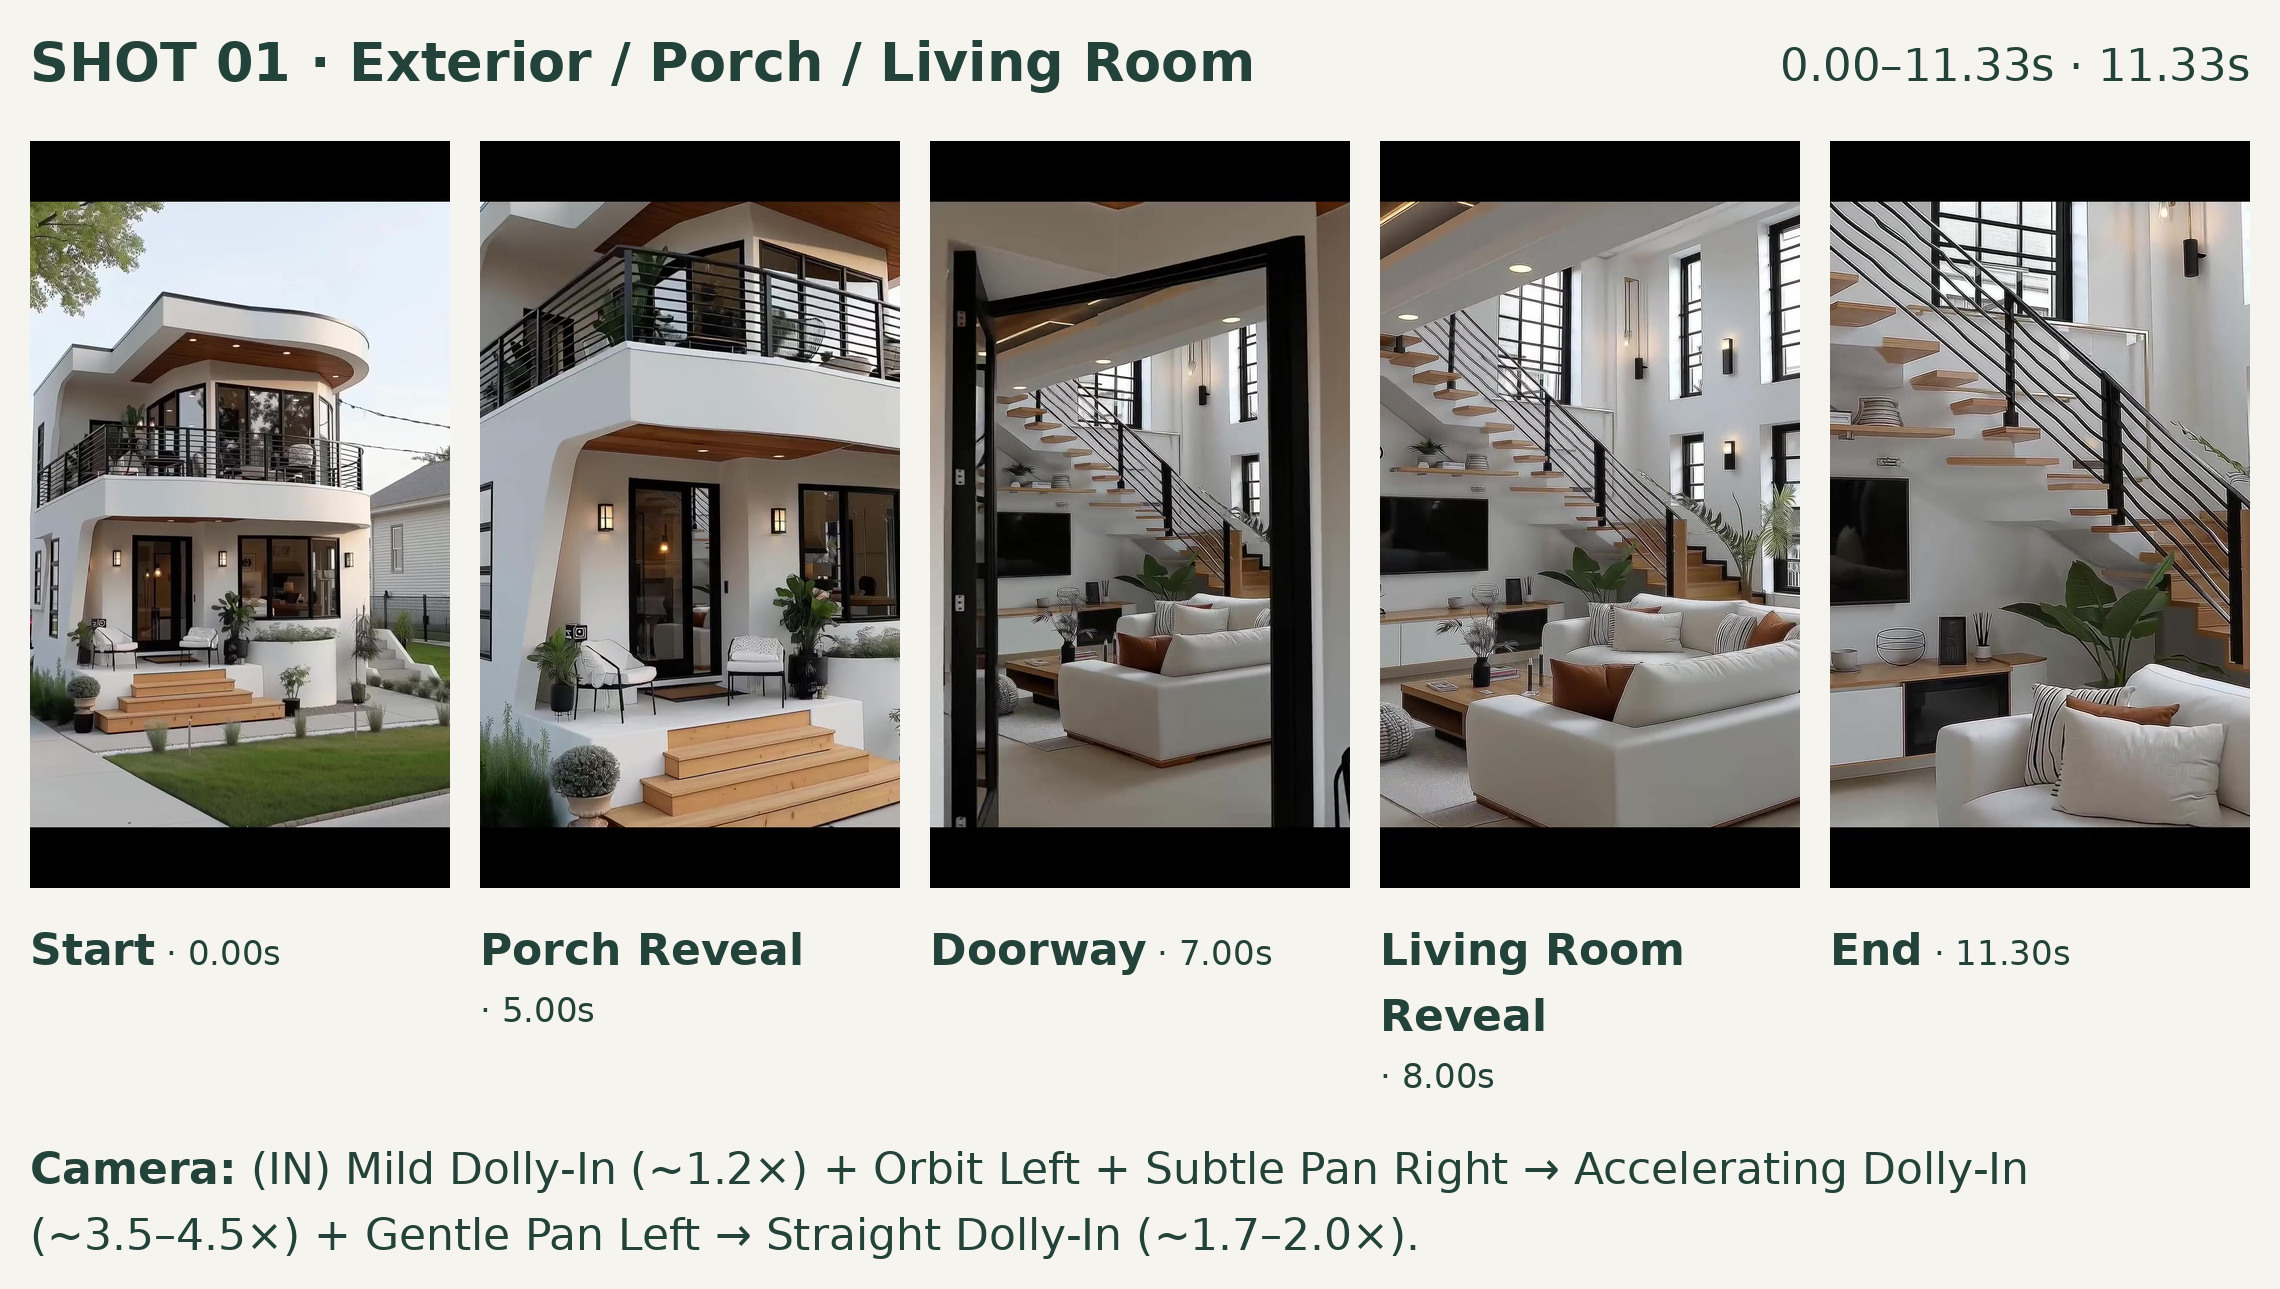 SHOT 01 · Exterior / Porch / Living Room
0.00–11.33s · 11.33s
Start · 0.00s
Porch Reveal
· 5.00s
Doorway · 7.00s
Living Room
Reveal
· 8.00s
End · 11.30s
Camera: (IN) Mild Dolly-In (~1.2×) + Orbit Left + Subtle Pan Right → Accelerating Dolly-In
(~3.5–4.5×) + Gentle Pan Left → Straight Dolly-In (~1.7–2.0×).